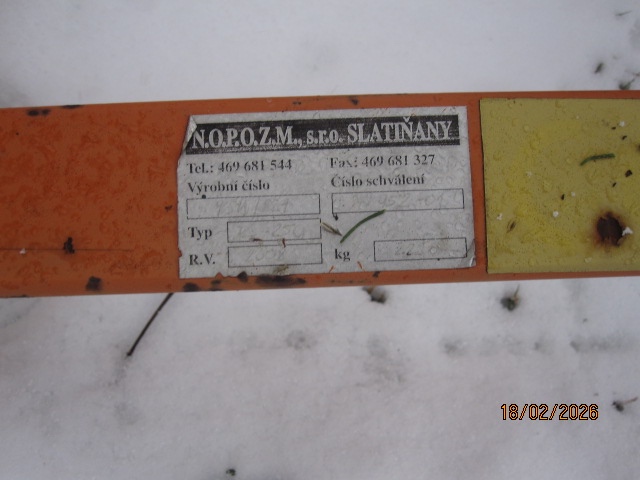 N.O.P.O.Z.M., s.r.o. SLATIŇANY
Tel.: 469 681 544 Fax: 469 681 327
Výrobní číslo Číslo schválení
Typ
R.V. kg
18/02/2026